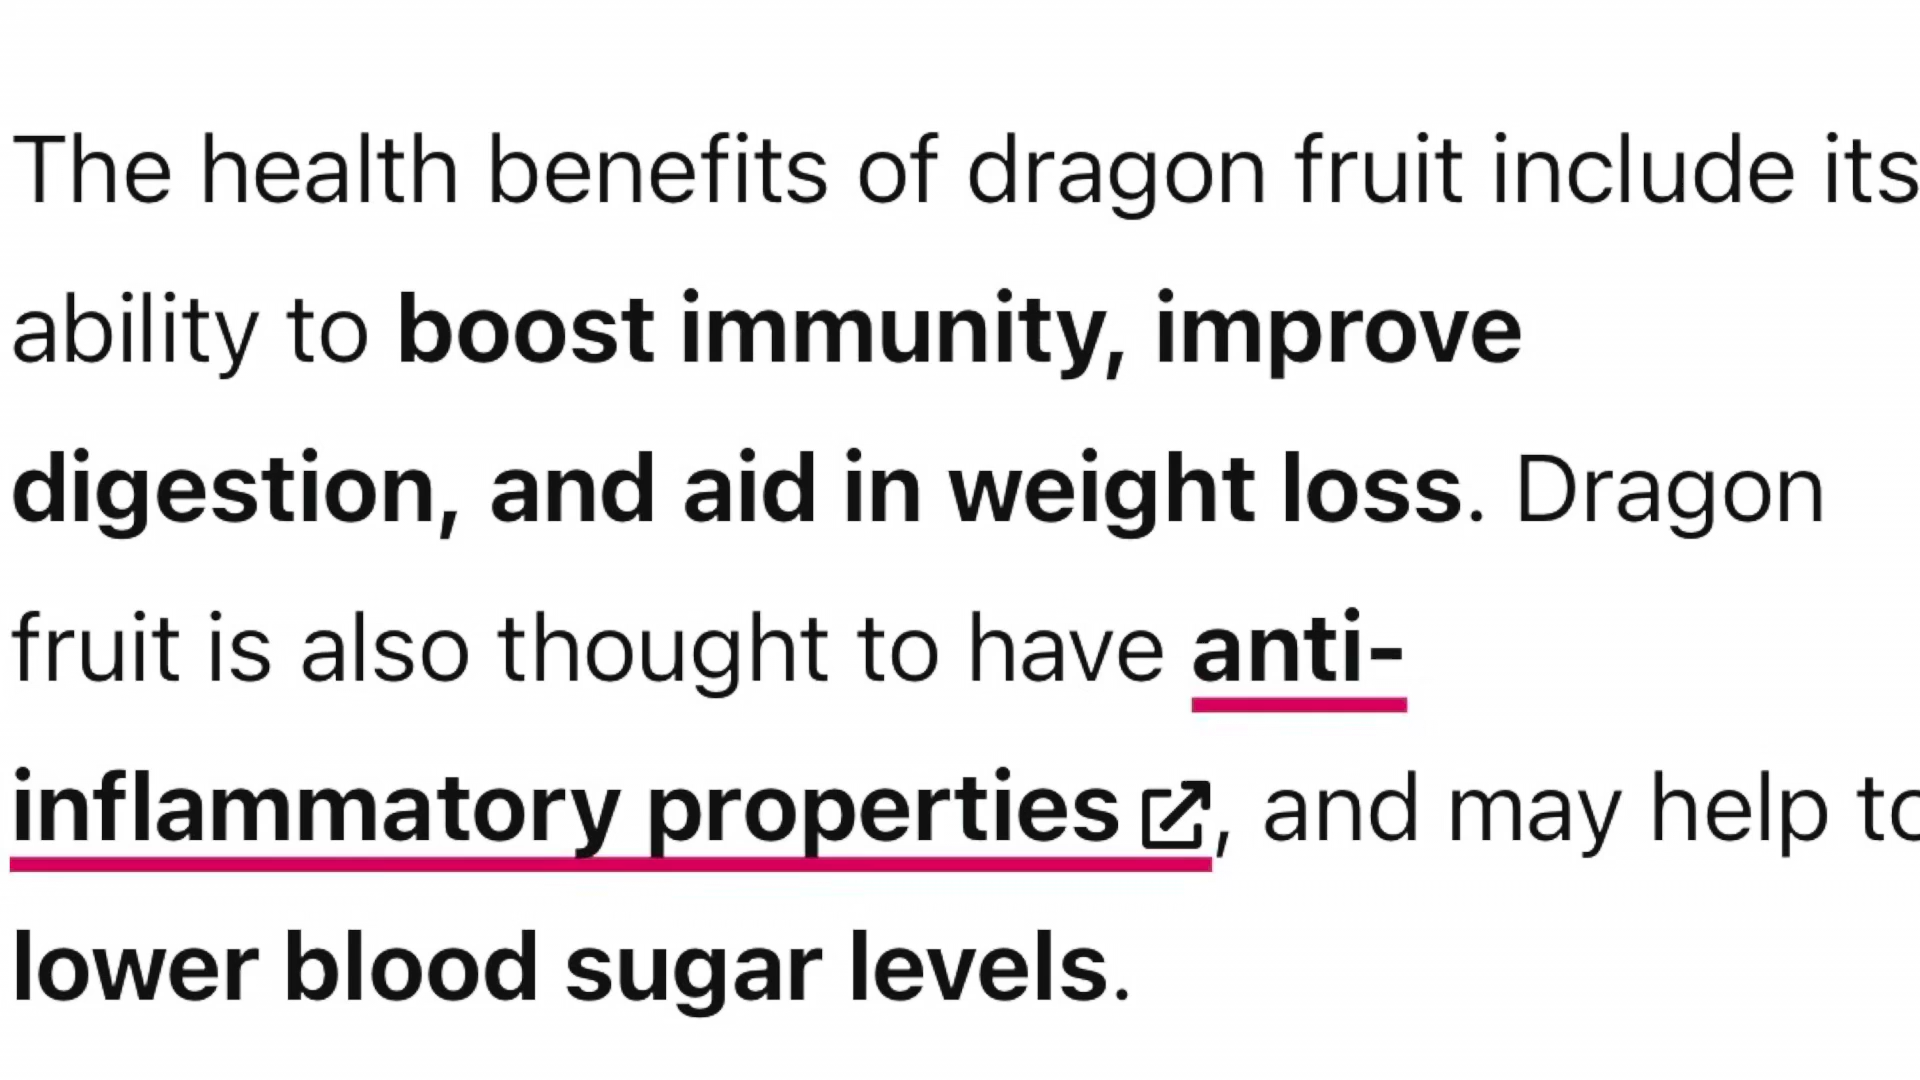 The health benefits of dragon fruit include its
ability to boost immunity, improve
digestion, and aid in weight loss. Dragon
fruit is also thought to have anti-
inflammatory properties, and may help to
lower blood sugar levels.